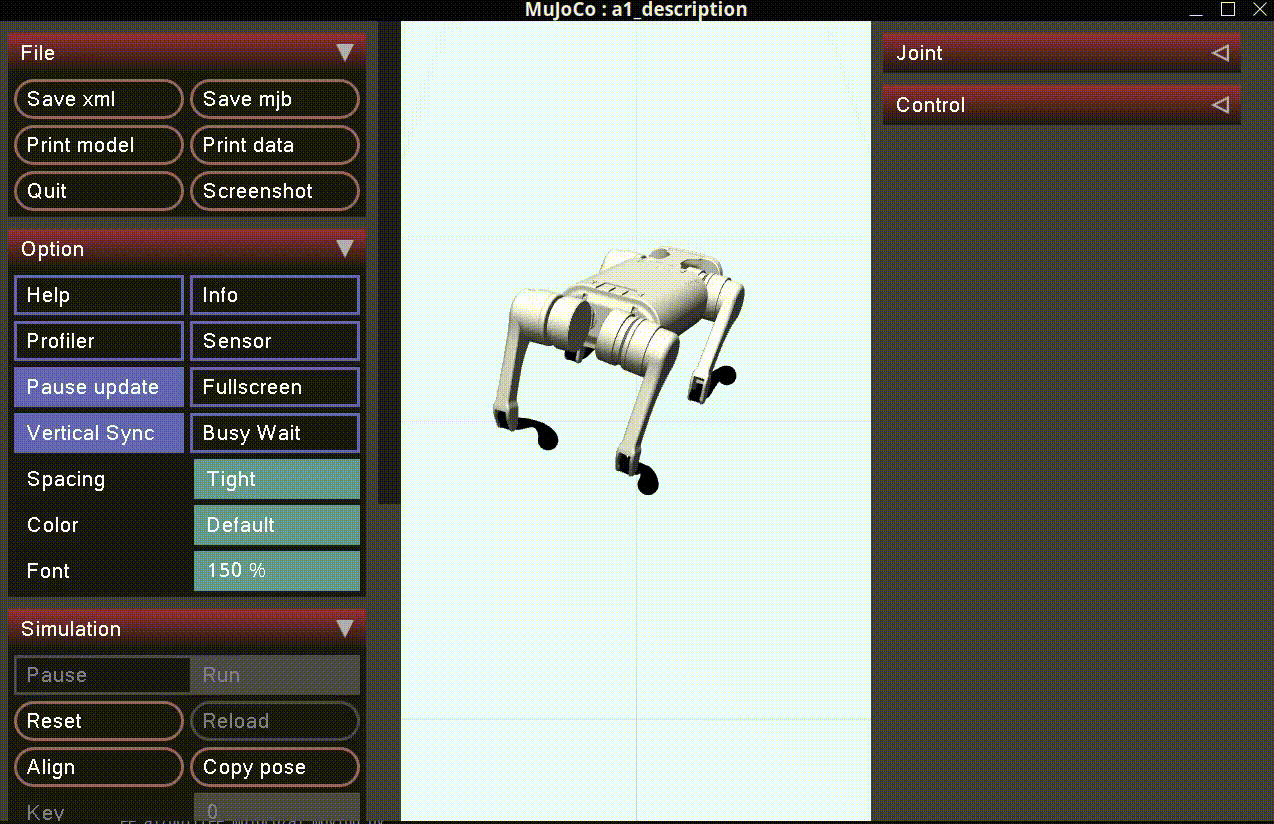 MuJoCo : a1_description
File
Save xml Save mjb
Print model Print data
Quit Screenshot
Option
Help Info
Profiler Sensor
Pause update Fullscreen
Vertical Sync Busy Wait
Spacing Tight
Color Default
Font 150 %
Simulation
Pause Run
Reset Reload
Align Copy pose
Key 0
Joint
Control